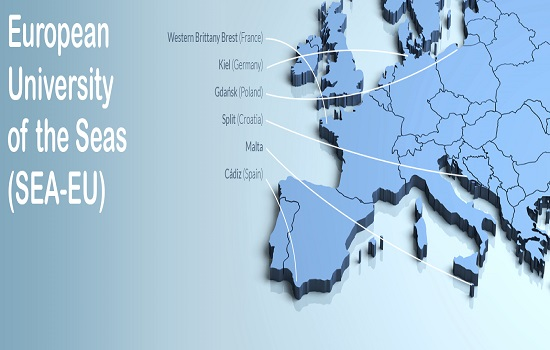 European
University
of the Seas
(SEA-EU)
Western Brittany Brest (France)
Kiel (Germany)
Gdańsk (Poland)
Split (Croatia)
Malta
Cádiz (Spain)